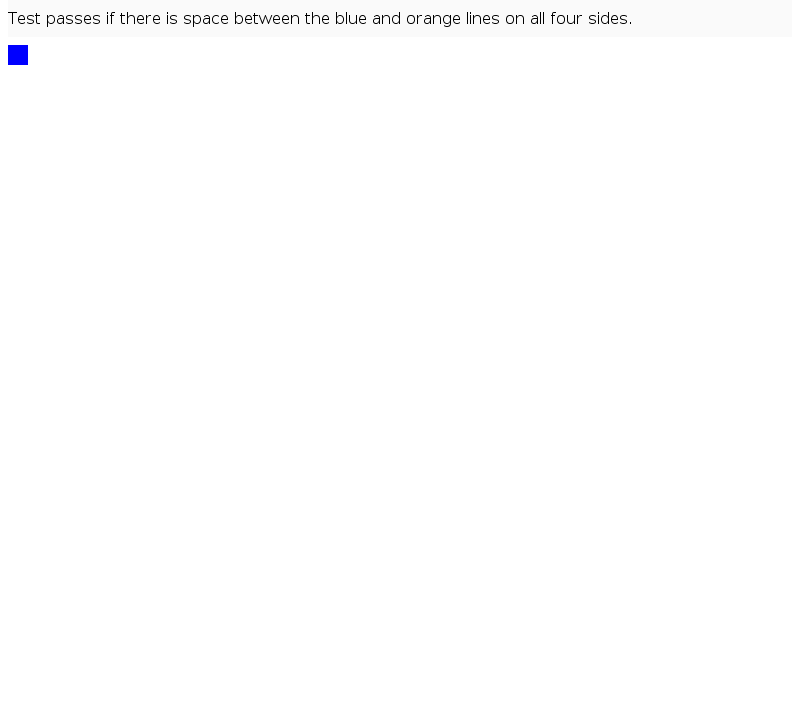 Test passes if there is space between the blue and orange lines on all four sides.